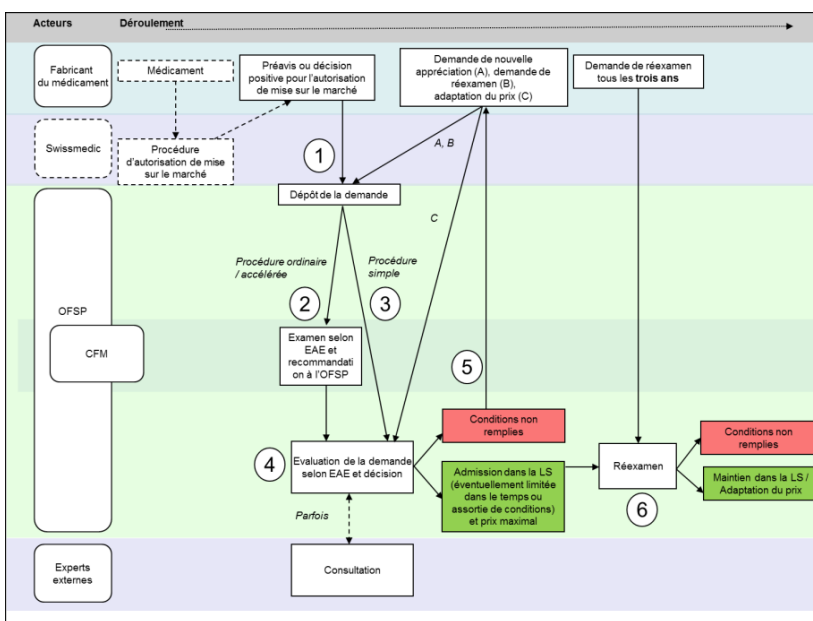 Acteurs
Déroulement
Fabricant
du médicament
Médicament
Préavis ou décision
positive pour l'autorisation
de mise sur le marché
Demande de nouvelle
appréciation (A), demande de
réexamen (B),
adaptation du prix (C)
Demande de réexamen
tous les trois ans
Swissmedic
Procédure
d'autorisation de mise
sur le marché
1
A, B
Dépôt de la demande
C
Procédure ordinaire
/ accélérée
Procédure
simple
2
3
OFSP
CFM
Examen selon
EAE et
recommandati
on à l'OFSP
5
Conditions non
remplies
Conditions non
remplies
4
Evaluation de la demande
selon EAE et décision
Admission dans la LS
(éventuellement limitée
dans le temps ou
assortie de conditions)
et prix maximal
Réexamen
Maintien dans la LS /
Adaptation du prix
6
Parfois
Experts
externes
Consultation